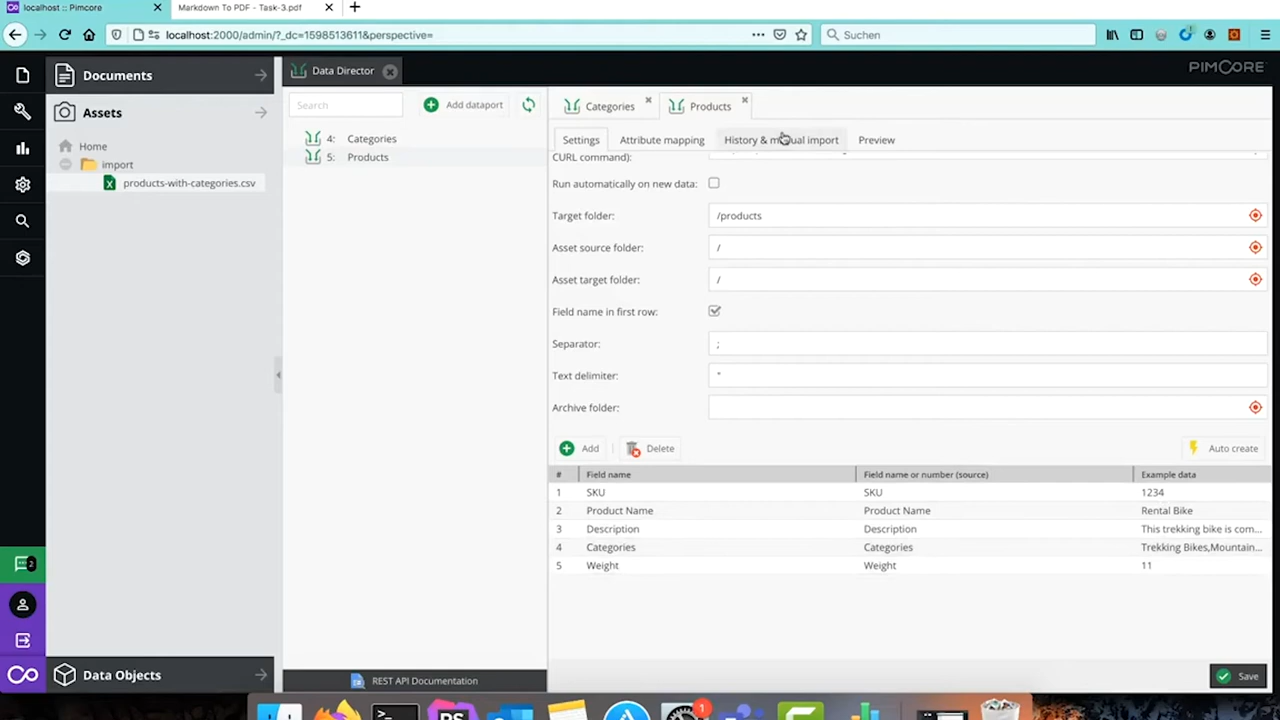 localhost :: Pimcore
Markdown To PDF - Task-3.pdf
localhost:2000/admin/?_dc=1598513611&perspective=
Suchen
Documents
Assets
Home
import
products-with-categories.csv
Data Objects
Data Director
PIMCORE
Search
Add dataport
4: Categories
5: Products
REST API Documentation
Categories
Products
Settings
Attribute mapping
History & manual import
Preview
CURL command):
Run automatically on new data:
Target folder: /products
Asset source folder: /
Asset target folder: /
Field name in first row:
Separator: ;
Text delimiter: "
Archive folder:
Add
Delete
Auto create
# Field name Field name or number (source) Example data
1 SKU SKU 1234
2 Product Name Product Name Rental Bike
3 Description Description This trekking bike is com...
4 Categories Categories Trekking Bikes,Mountain...
5 Weight Weight 11
Save
2
PS
1